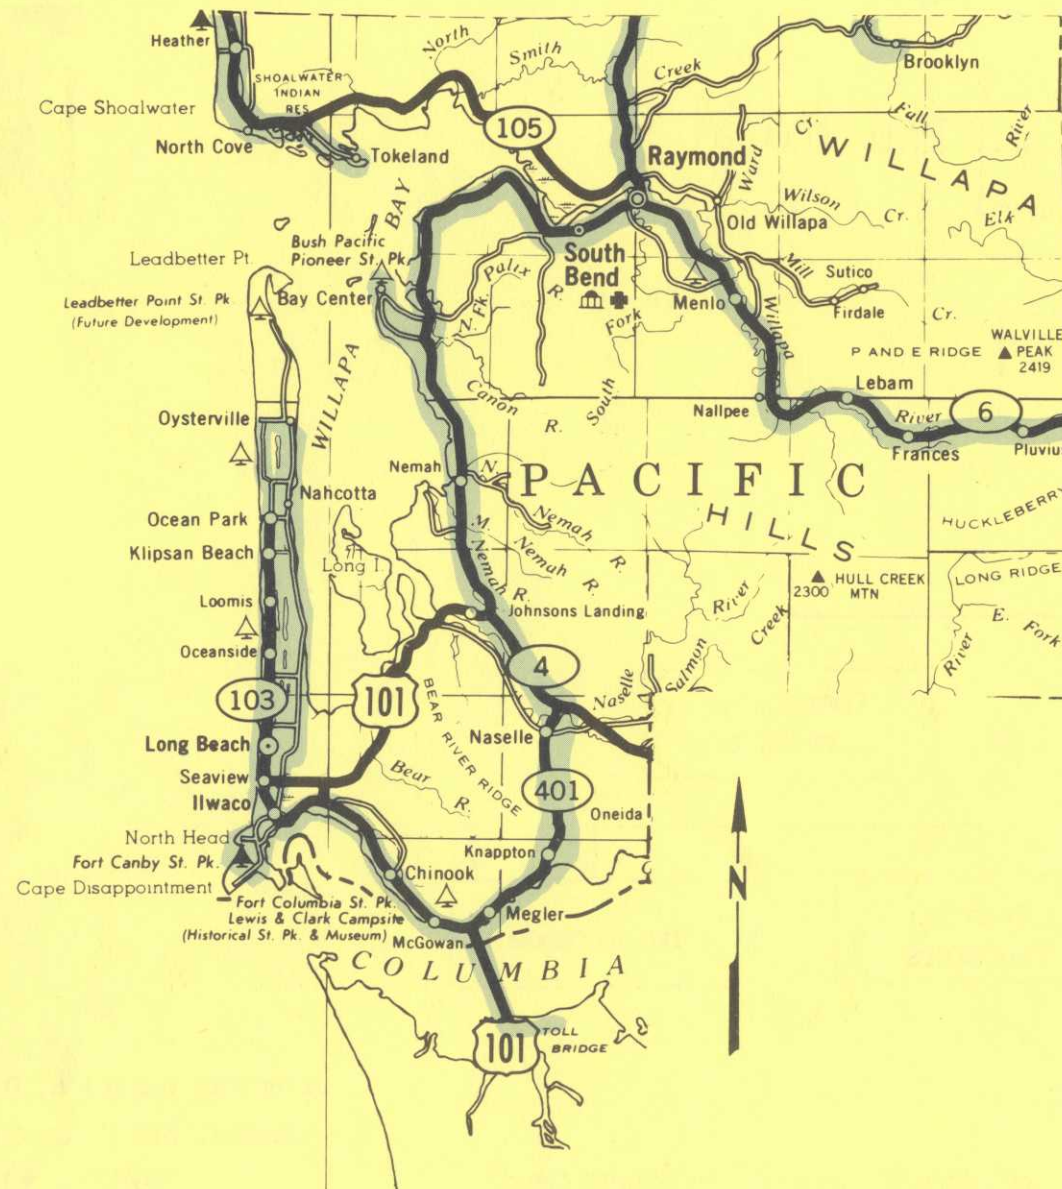 Heather
North
Smith
Creek
Brooklyn
SHOALWATER
INDIAN
RES.
Cape Shoalwater
North Cove
Tokeland
105
Raymond
Ward
Cr.
Fall
River
WILLAPA
Wilson
Cr.
Elk
Old Willapa
BAY
Bush Pacific
Pioneer St. Pk.
South
Bend
Leadbetter Pt.
Palix
R.
Mill
Sutico
Leadbetter Point St. Pk.
(Future Development)
Bay Center
Fk.
Fork
Menlo
Firdale
Cr.
Willapa
WALVILLE
PEAK
2419
P AND E RIDGE
WILLAPA
Canon
R.
South
Nallpee
Lebam
River
6
Oysterville
Frances
Pluvius
Nemah
N.
PACIFIC
Nahcotta
Nemah
R.
HILLS
HUCKLEBERRY
Ocean Park
M.
Nemah
R.
Klipsan Beach
Long I.
Nemah R.
2300
HULL CREEK
MTN
LONG RIDGE
Loomis
Johnsons Landing
River
Creek
E. Fork
River
Oceanside
4
Salmon
103
101
BEAR RIVER RIDGE
Naselle
Long Beach
Naselle
Seaview
Bear
R.
401
Ilwaco
Oneida
North Head
Knappton
Fort Canby St. Pk.
Chinook
N
Cape Disappointment
Fort Columbia St. Pk.
Lewis & Clark Campsite
(Historical St. Pk. & Museum)
Megler
McGowan
COLUMBIA
101
TOLL
BRIDGE